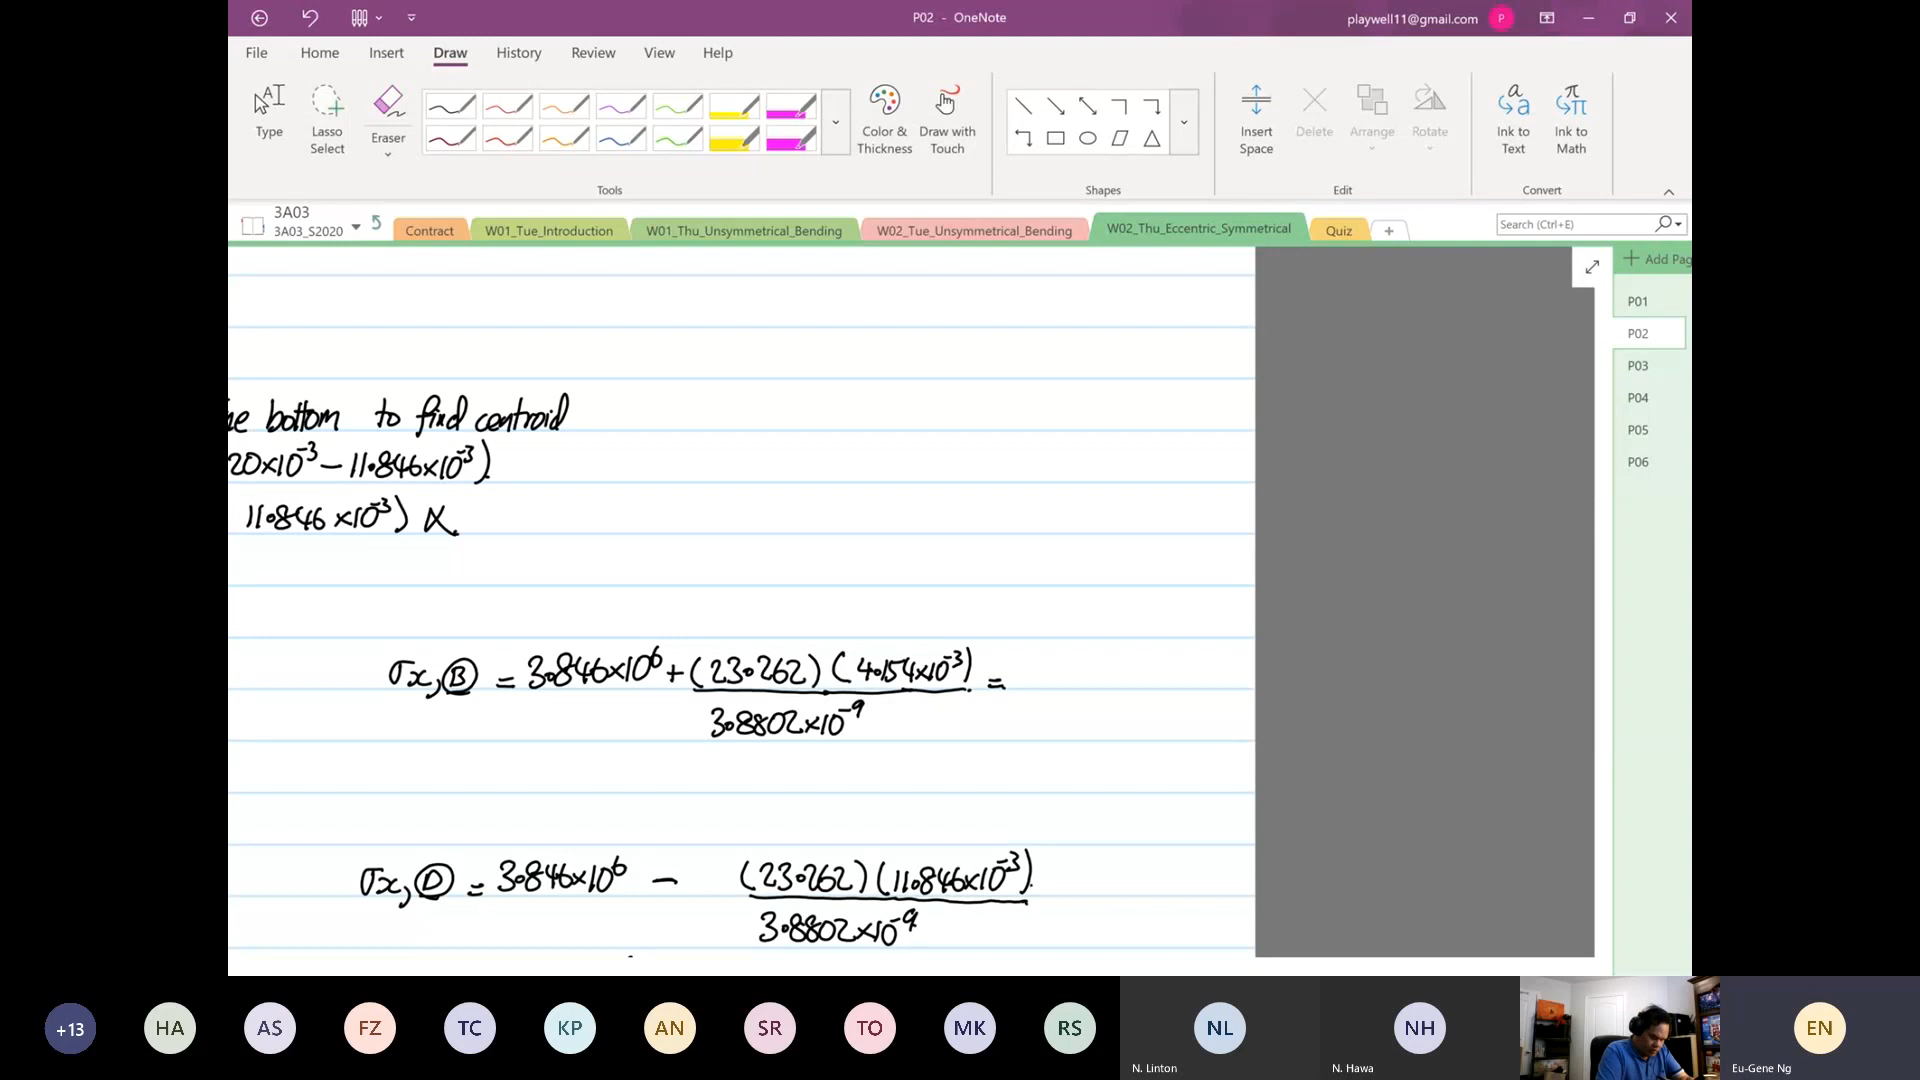 P02 - OneNote
playwell11@gmail.com
P
File Home Insert Draw History Review View Help
Type
Lasso Select
Eraser
Color & Thickness
Draw with Touch
Insert Space
Delete
Arrange
Rotate
Ink to Text
Ink to Math
Tools
Shapes
Edit
Convert
3A03
3A03_S2020
Contract
W01_Tue_Introduction
W01_Thu_Unsymmetrical_Bending
W02_Tue_Unsymmetrical_Bending
W02_Thu_Eccentric_Symmetrical
Quiz
+
Search (Ctrl+E)
+ Add Pag
P01
P02
P03
P04
P05
P06
he bottom to find centroid
20×10⁻³ − 11.846×10⁻³)
11.846×10⁻³)
σx,Ⓑ = 3.846×10⁶ + (23.262)(4.154×10⁻³) =
3.8802×10⁻⁹
σx,Ⓓ = 3.846×10⁶ − (23.262)(11.846×10⁻³)
3.8802×10⁻⁹
+13 HA AS FZ TC KP AN SR TO MK RS NL NH EN
N. Linton
N. Hawa
Eu-Gene Ng